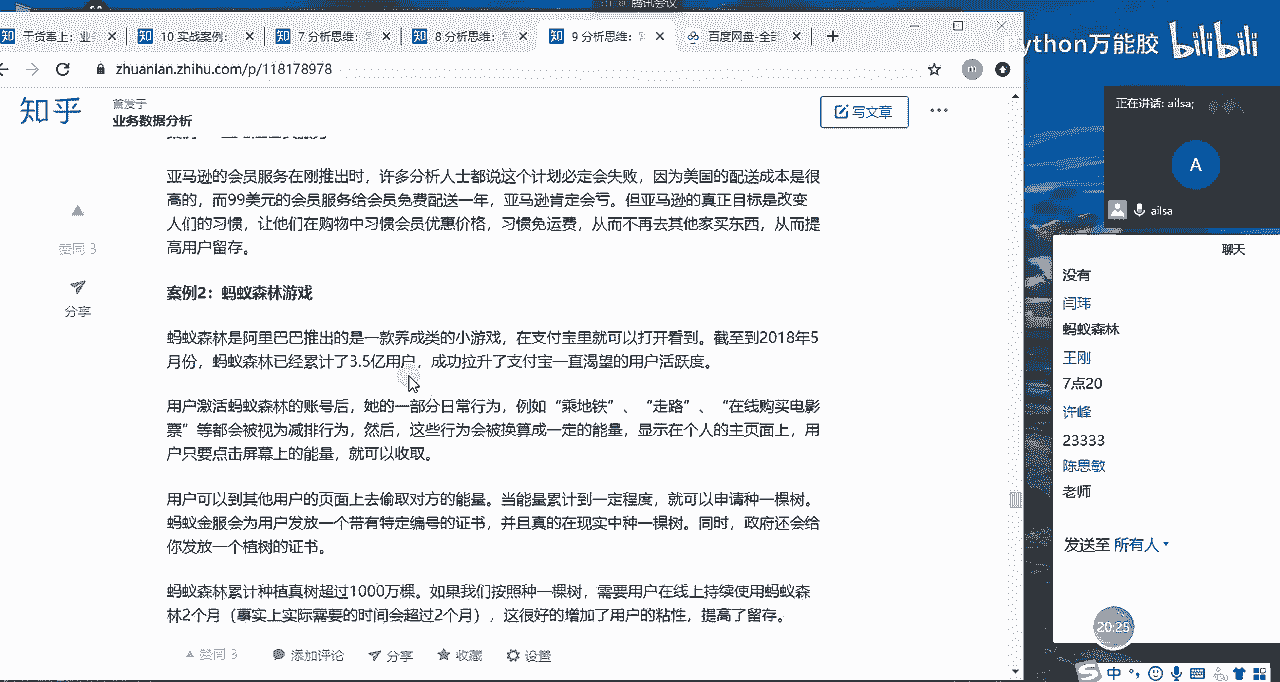 腾讯会议
干货奉上：业
10 实战案例：
7 分析思维：
8 分析思维：
9 分析思维：
百度网盘-全部
zhuanlan.zhihu.com/p/118178978
ython万能胶 bilibili
知乎
首发于
业务数据分析
写文章
亚马逊的会员服务在刚推出时，许多分析人士都说这个计划必定会失败，因为美国的配送成本是很
高的，而99美元的会员服务给会员免费配送一年，亚马逊肯定会亏。但亚马逊的真正目标是改变
人们的习惯，让他们在购物中习惯会员优惠价格，习惯免运费，从而不再去其他家买东西，从而提
高用户留存。
赞同 3
分享
案例2：蚂蚁森林游戏
蚂蚁森林是阿里巴巴推出的是一款养成类的小游戏，在支付宝里就可以打开看到。截至到2018年5
月份，蚂蚁森林已经累计了3.5亿用户，成功拉升了支付宝一直渴望的用户活跃度。
用户激活蚂蚁森林的账号后，她的一部分日常行为，例如“乘地铁”、“走路”、“在线购买电影
票”等都会被视为减排行为，然后，这些行为会被换算成一定的能量，显示在个人的主页面上，用
户只要点击屏幕上的能量，就可以收取。
用户可以到其他用户的页面上去偷取对方的能量。当能量累计到一定程度，就可以申请种一棵树。
蚂蚁金服会为用户发放一个带有特定编号的证书，并且真的在现实中种一棵树。同时，政府还会给
你发放一个植树的证书。
蚂蚁森林累计种植真树超过1000万棵。如果我们按照种一棵树，需要用户在线上持续使用蚂蚁森
林2个月（事实上实际需要的时间会超过2个月），这很好的增加了用户的粘性，提高了留存。
赞同 3
添加评论
分享
收藏
设置
正在讲话: ailsa;
A
ailsa
聊天
没有
闫玮
蚂蚁森林
王刚
7点20
许峰
23333
陈思敏
老师
发送至 所有人
20:25
中